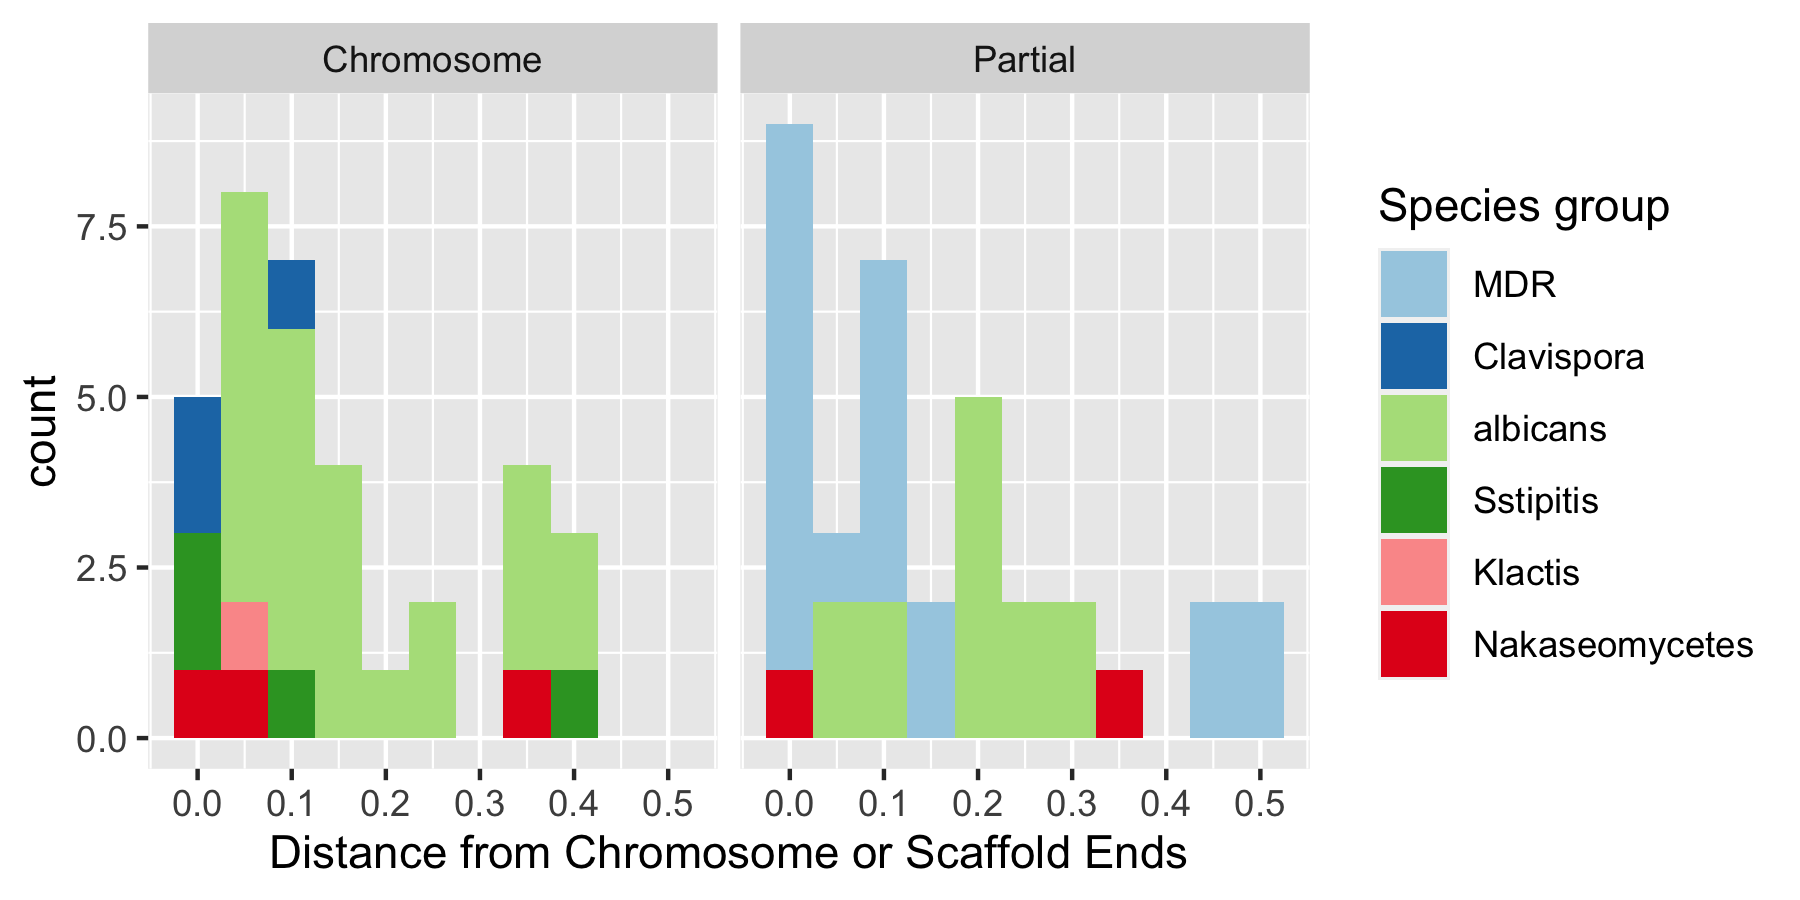 Chromosome
Partial
7.5
5.0
2.5
0.0
count
0.0 0.1 0.2 0.3 0.4 0.5
0.0 0.1 0.2 0.3 0.4 0.5
Distance from Chromosome or Scaffold Ends
Species group
MDR
Clavispora
albicans
Sstipitis
Klactis
Nakaseomycetes